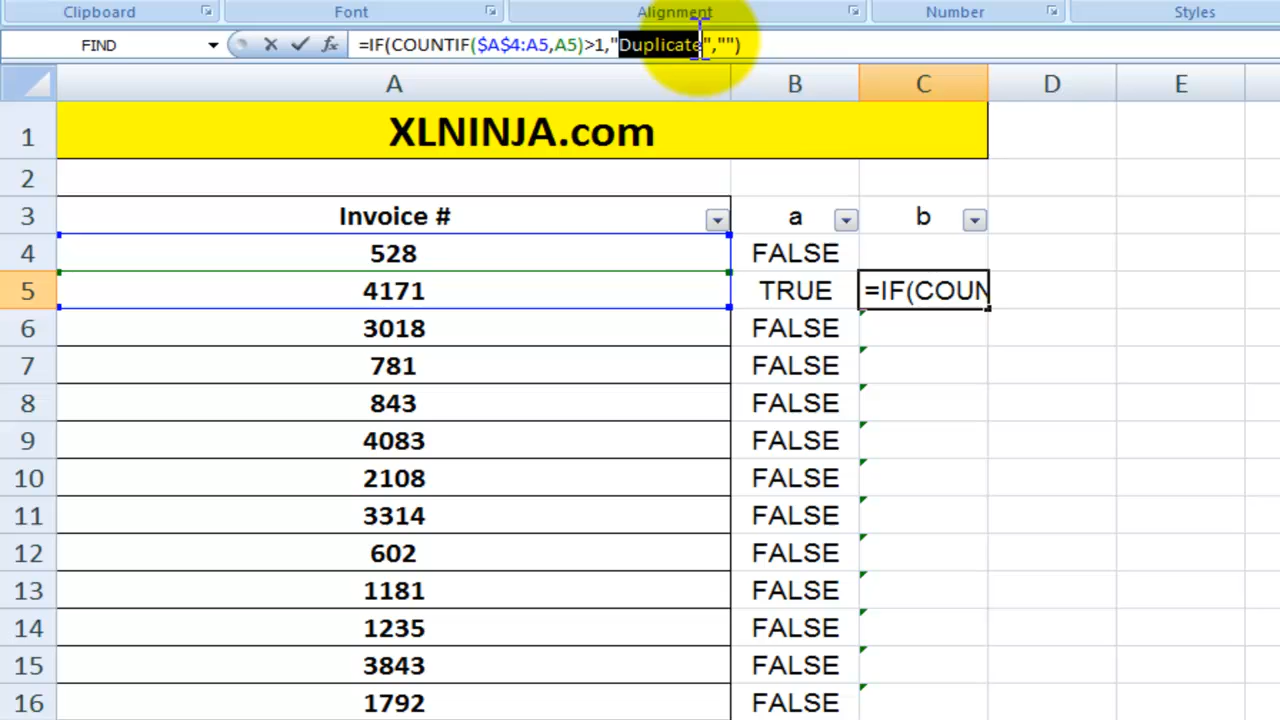 Clipboard Font Alignment Number Styles
FIND fx =IF(COUNTIF($A$4:A5,A5)>1,"Duplicate","")
A B C D E
1 XLNINJA.com
2
3 Invoice # a b
4 528 FALSE
5 4171 TRUE =IF(COUN
6 3018 FALSE
7 781 FALSE
8 843 FALSE
9 4083 FALSE
10 2108 FALSE
11 3314 FALSE
12 602 FALSE
13 1181 FALSE
14 1235 FALSE
15 3843 FALSE
16 1792 FALSE